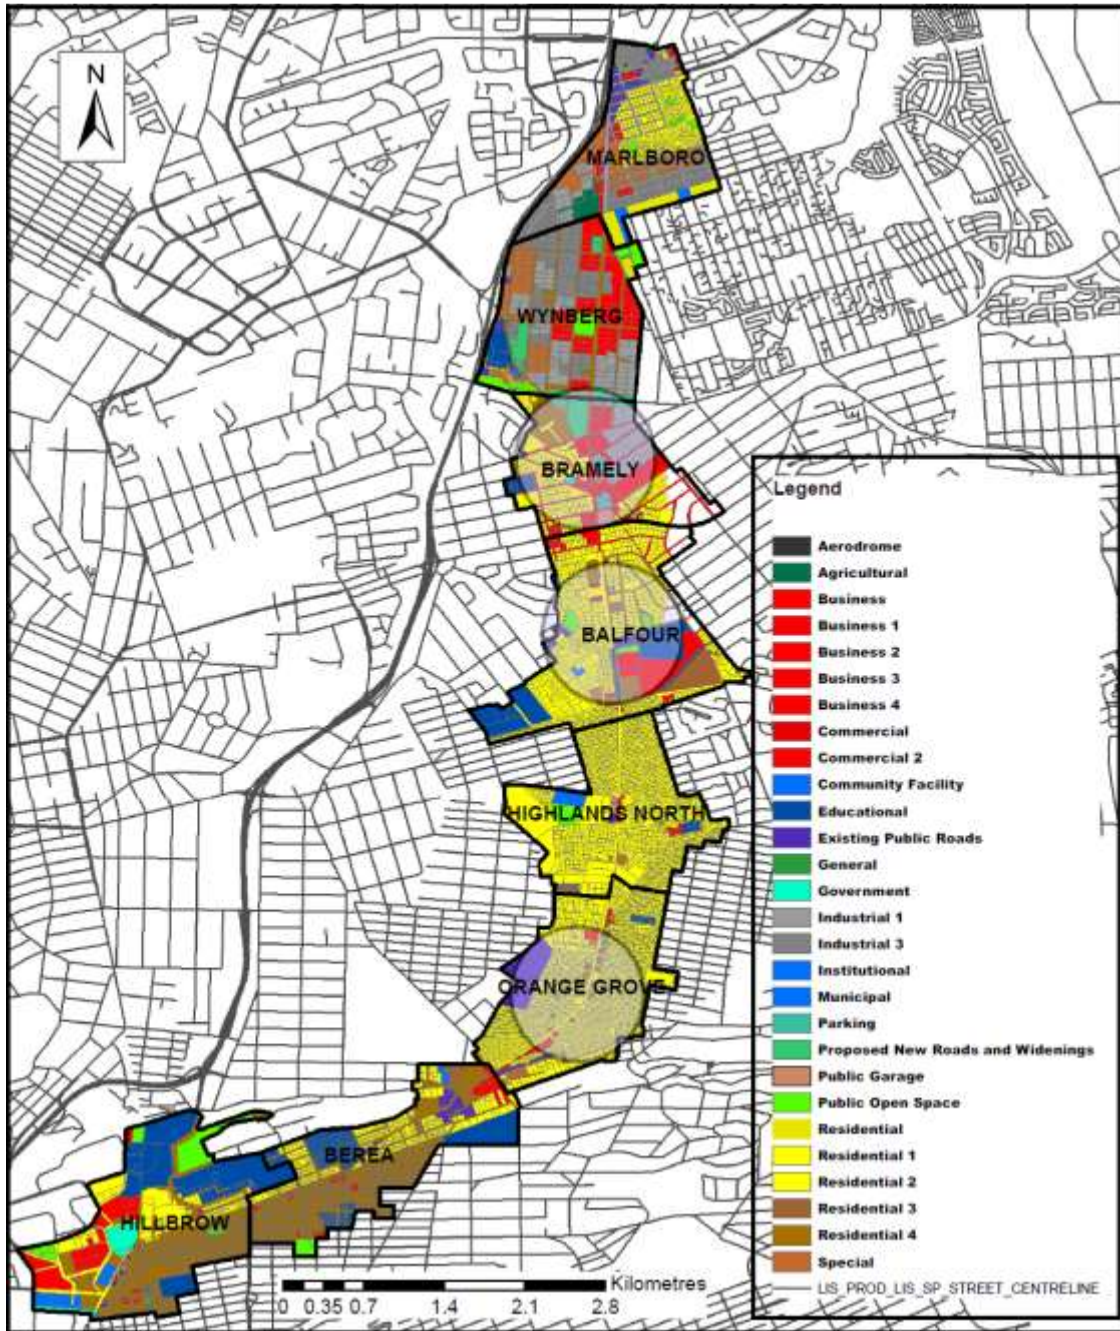 N
MARLBORO
WYNBERG
BRAMELY
BALFOUR
HIGHLANDS NORTH
ORANGE GROVE
BEREA
HILLBROW
Legend
Aerodrome
Agricultural
Business
Business 1
Business 2
Business 3
Business 4
Commercial
Commercial 2
Community Facility
Educational
Existing Public Roads
General
Government
Industrial 1
Industrial 3
Institutional
Municipal
Parking
Proposed New Roads and Widenings
Public Garage
Public Open Space
Residential
Residential 1
Residential 2
Residential 3
Residential 4
Special
LIS_PROD_LIS_SP_STREET_CENTRELINE
Kilometres
0 0.35 0.7 1.4 2.1 2.8